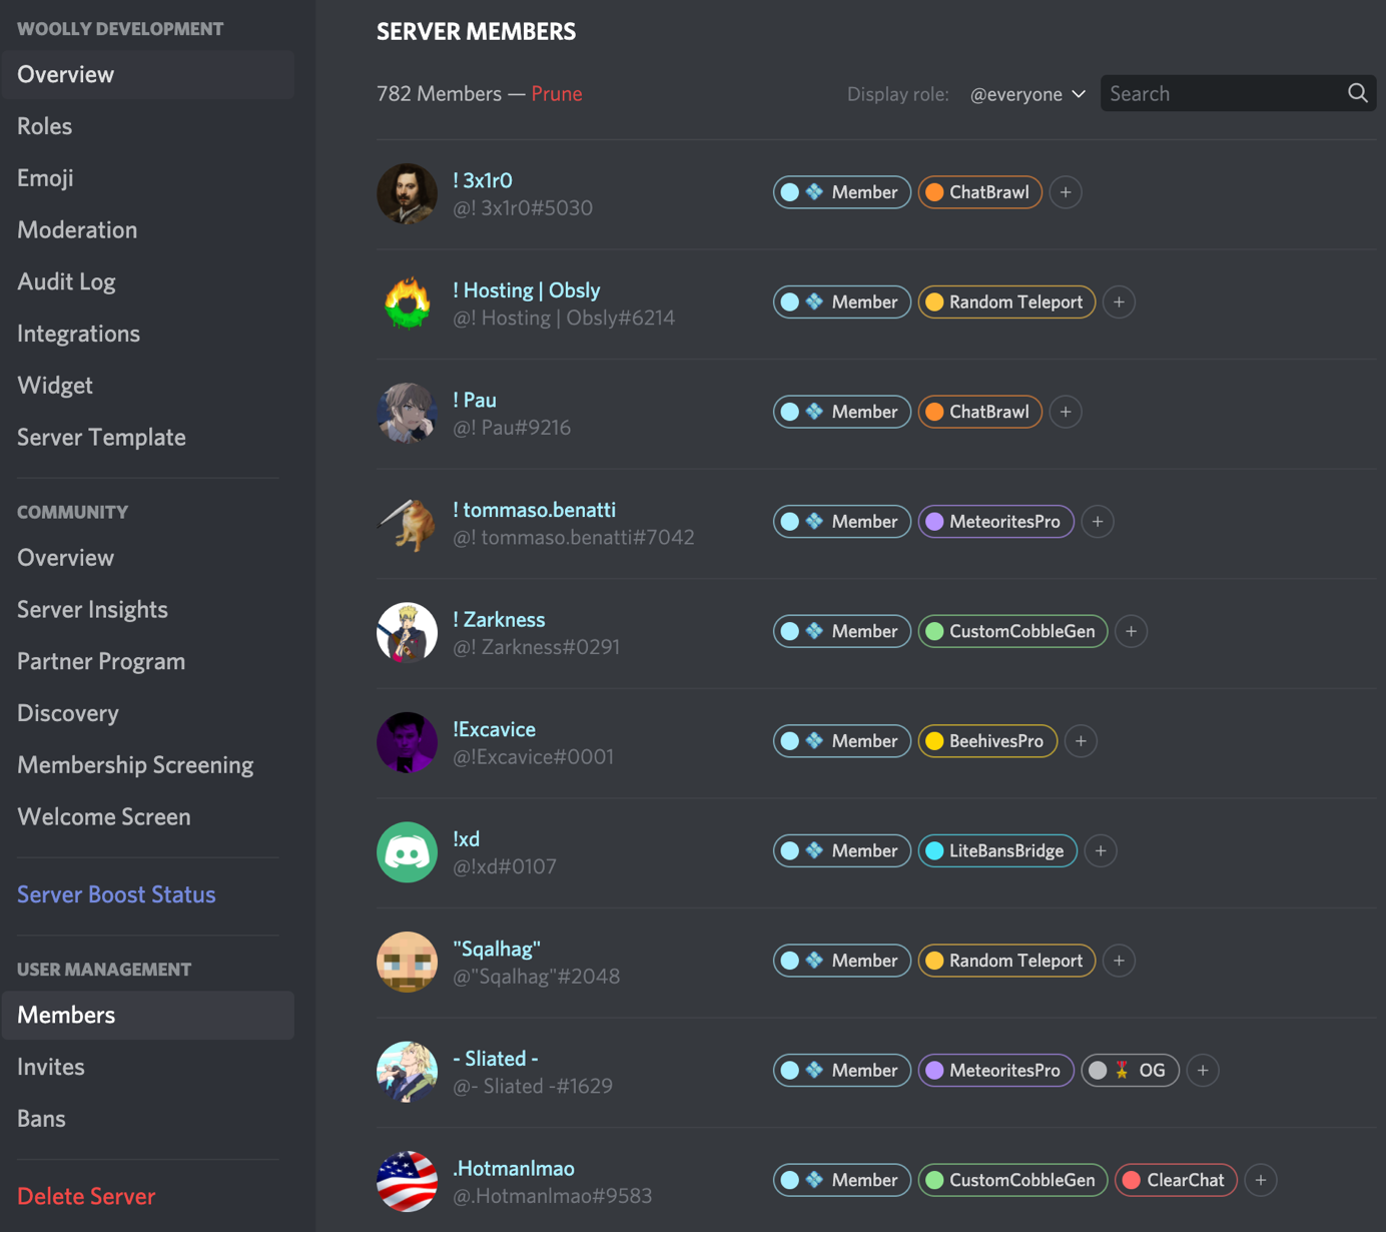 WOOLLY DEVELOPMENT
Overview
Roles
Emoji
Moderation
Audit Log
Integrations
Widget
Server Template
COMMUNITY
Overview
Server Insights
Partner Program
Discovery
Membership Screening
Welcome Screen
Server Boost Status
USER MANAGEMENT
Members
Invites
Bans
Delete Server
SERVER MEMBERS
782 Members — Prune
Display role: @everyone
Search
! 3x1r0
@! 3x1r0#5030
Member ChatBrawl +
! Hosting | Obsly
@! Hosting | Obsly#6214
Member Random Teleport +
! Pau
@! Pau#9216
Member ChatBrawl +
! tommaso.benatti
@! tommaso.benatti#7042
Member MeteoritesPro +
! Zarkness
@! Zarkness#0291
Member CustomCobbleGen +
!Excavice
@!Excavice#0001
Member BeehivesPro +
!xd
@!xd#0107
Member LiteBansBridge +
"Sqalhag"
@"Sqalhag"#2048
Member Random Teleport +
- Sliated -
@- Sliated -#1629
Member MeteoritesPro OG +
.Hotmanlmao
@.Hotmanlmao#9583
Member CustomCobbleGen ClearChat +